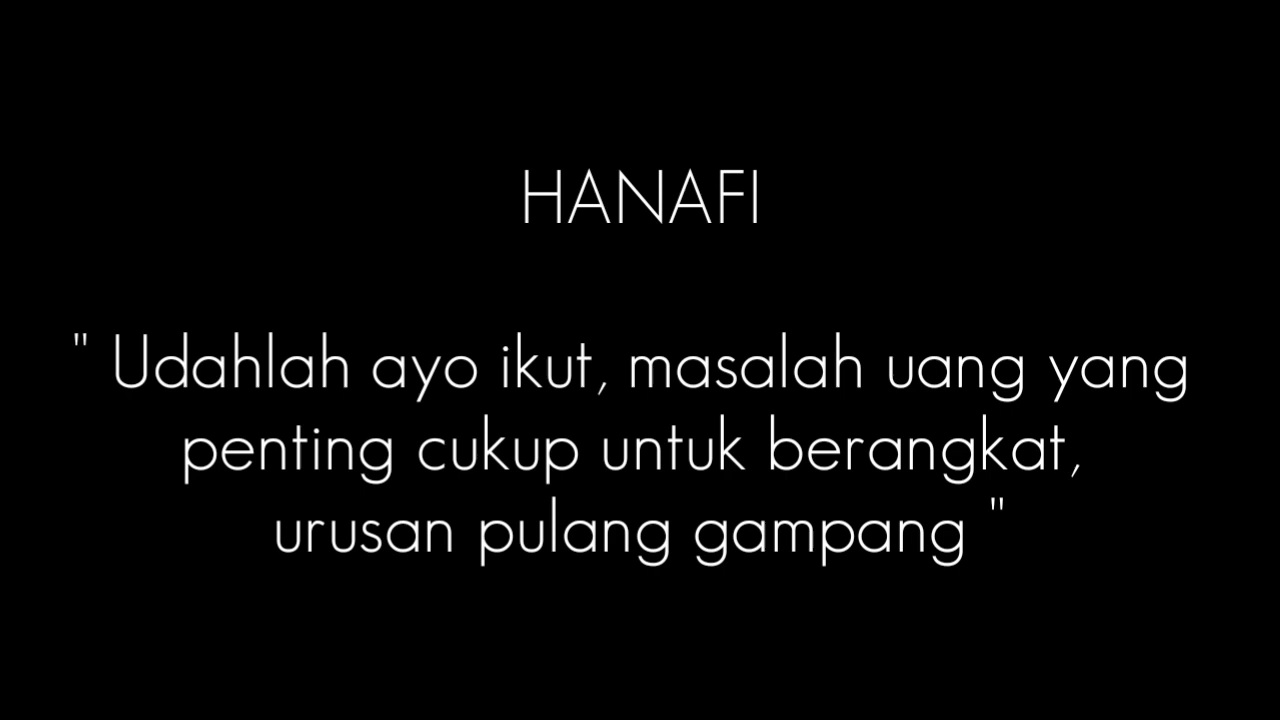 HANAFI
" Udahlah ayo ikut, masalah uang yang
penting cukup untuk berangkat,
urusan pulang gampang "